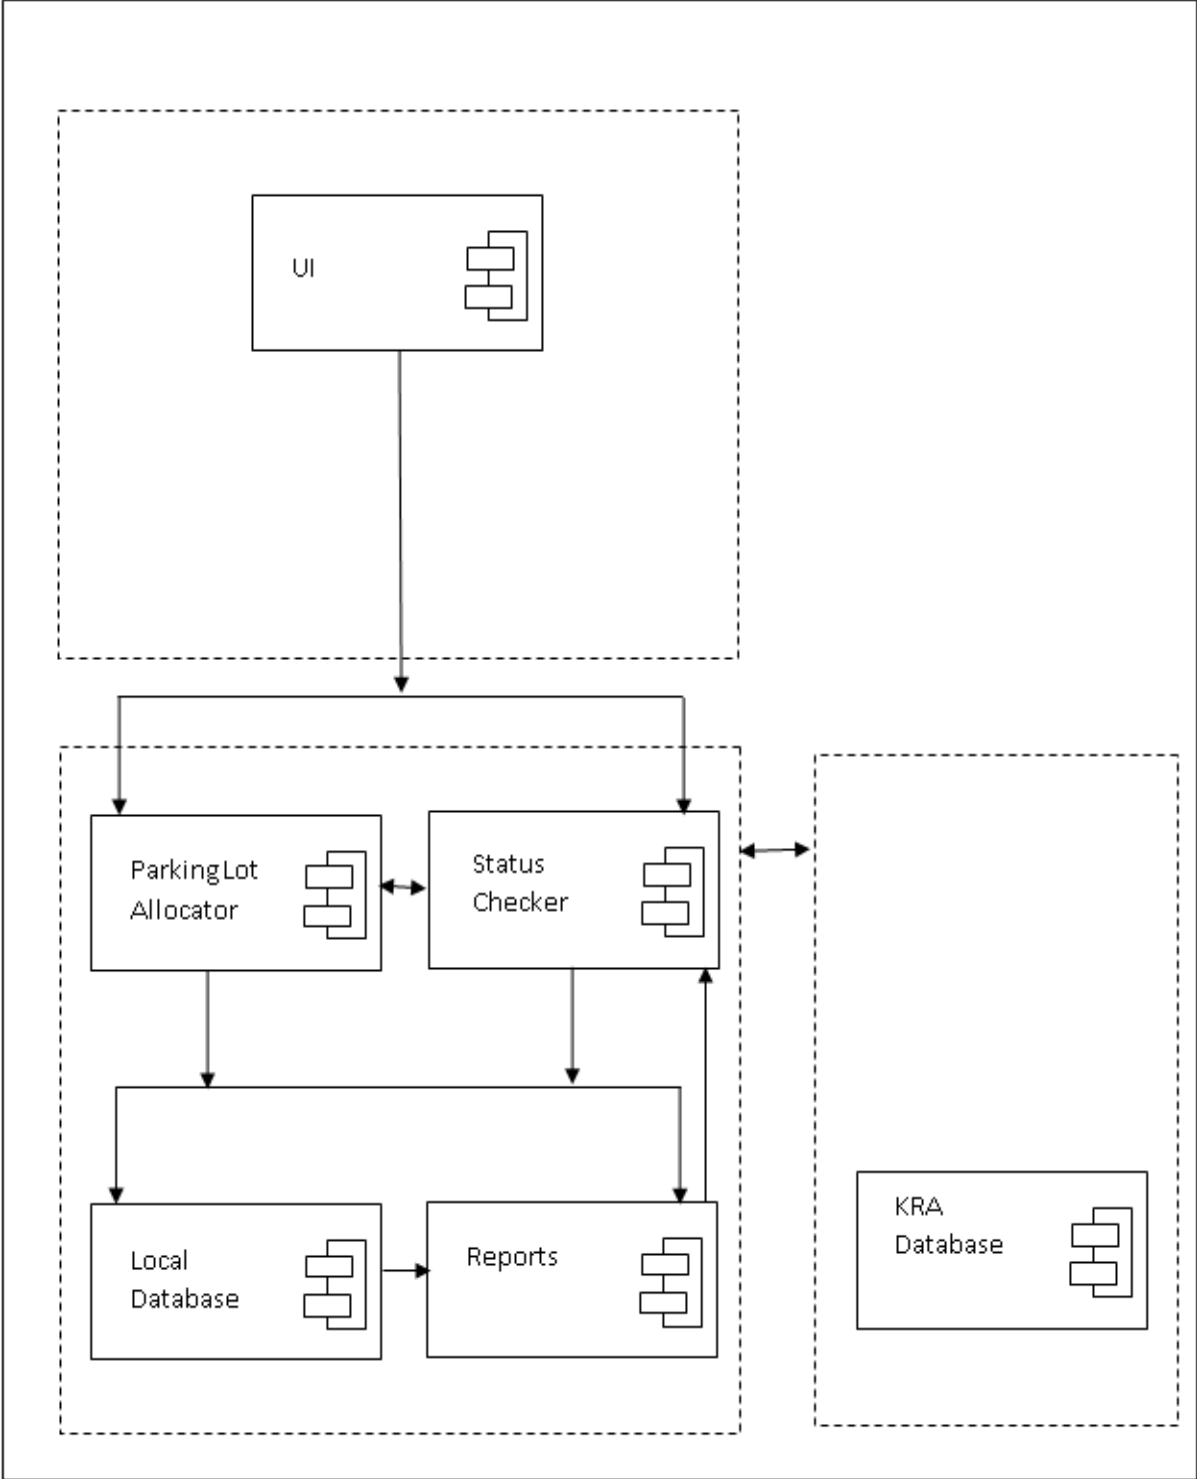 UI
ParkingLot
Allocator
Status
Checker
Local
Database
Reports
KRA
Database